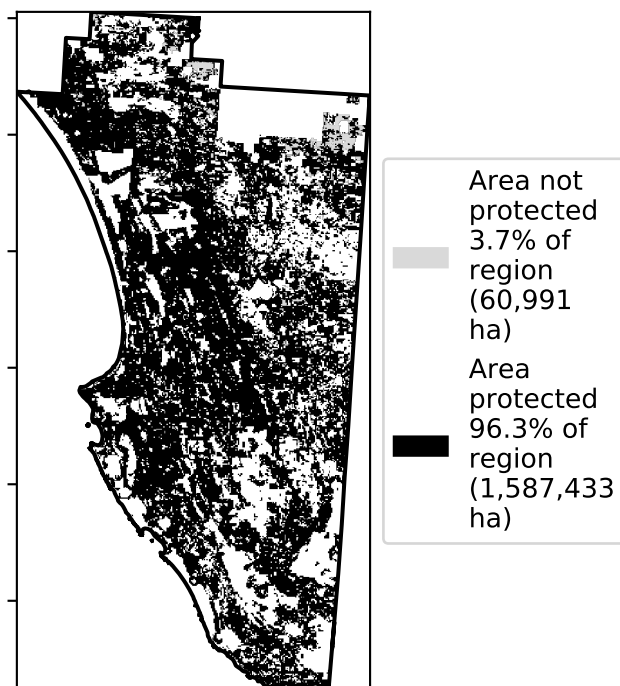 Area not
protected
3.7% of
region
(60,991
ha)
Area
protected
96.3% of
region
(1,587,433
ha)